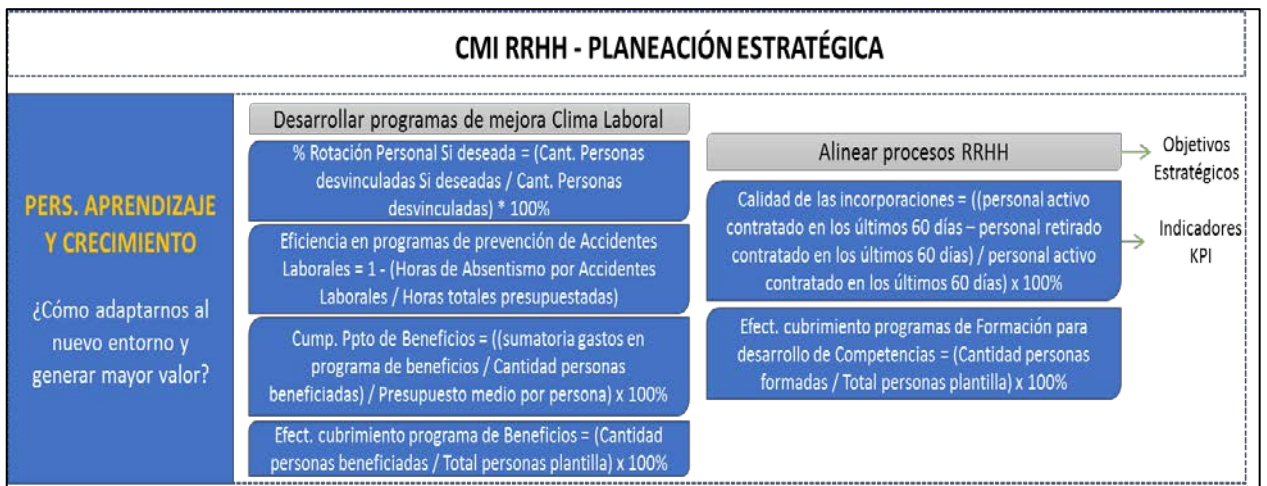 CMI RRHH - PLANEACIÓN ESTRATÉGICA
PERS. APRENDIZAJE
Y CRECIMIENTO
¿Cómo adaptarnos al
nuevo entorno y
generar mayor valor?
Desarrollar programas de mejora Clima Laboral
% Rotación Personal Si deseada = (Cant. Personas
desvinculadas Si deseadas / Cant. Personas
desvinculadas) * 100%
Eficiencia en programas de prevención de Accidentes
Laborales = 1 - (Horas de Absentismo por Accidentes
Laborales / Horas totales presupuestadas)
Cump. Ppto de Beneficios = ((sumatoria gastos en
programa de beneficios / Cantidad personas
beneficiadas) / Presupuesto medio por persona) x 100%
Efect. cubrimiento programa de Beneficios = (Cantidad
personas beneficiadas / Total personas plantilla) x 100%
Alinear procesos RRHH
Calidad de las incorporaciones = ((personal activo
contratado en los últimos 60 días – personal retirado
contratado en los últimos 60 días) / personal activo
contratado en los últimos 60 días) x 100%
Efect. cubrimiento programas de Formación para
desarrollo de Competencias = (Cantidad personas
formadas / Total personas plantilla) x 100%
Objetivos
Estratégicos
Indicadores
KPI